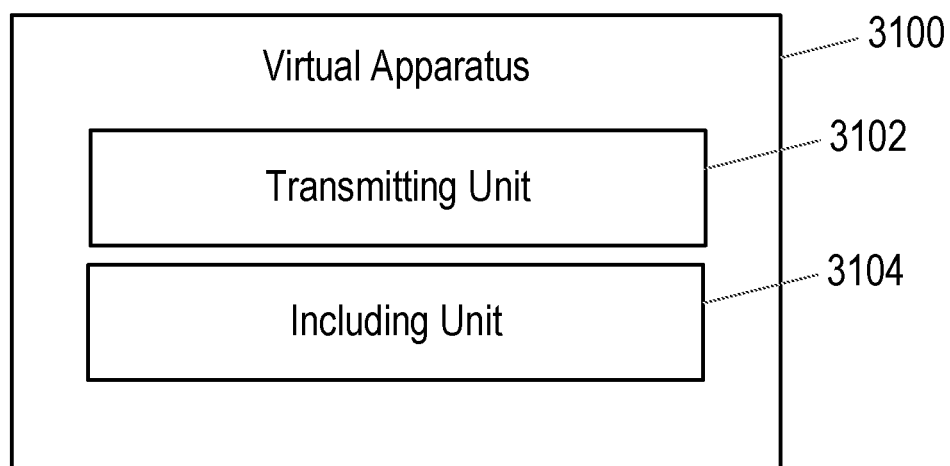 3100
Virtual Apparatus
3102
Transmitting Unit
3104
Including Unit